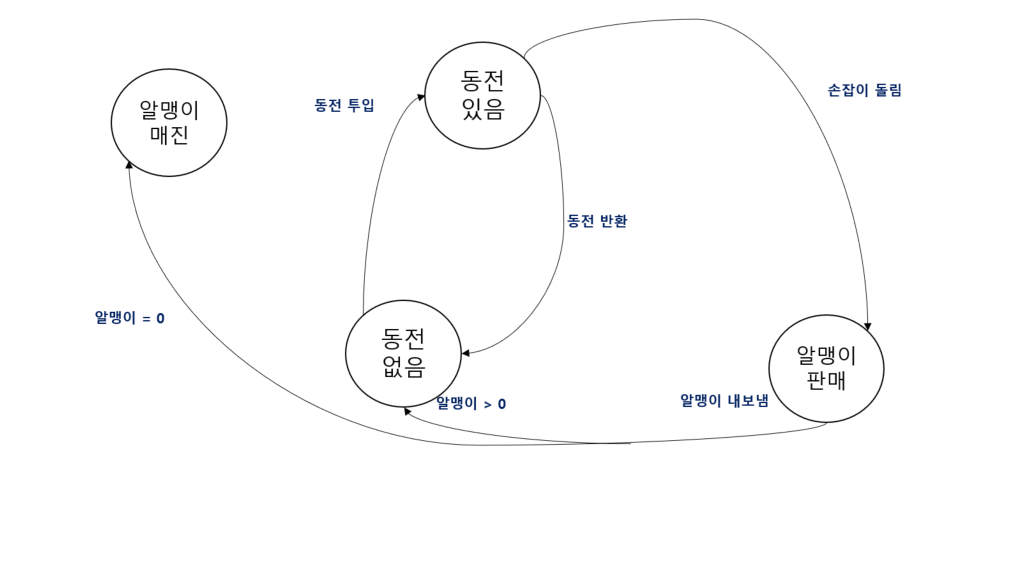 동전
있음
손잡이 돌림
동전 투입
알맹이
매진
동전 반환
알맹이 = 0
동전
없음
알맹이
판매
알맹이 내보냄
알맹이 > 0